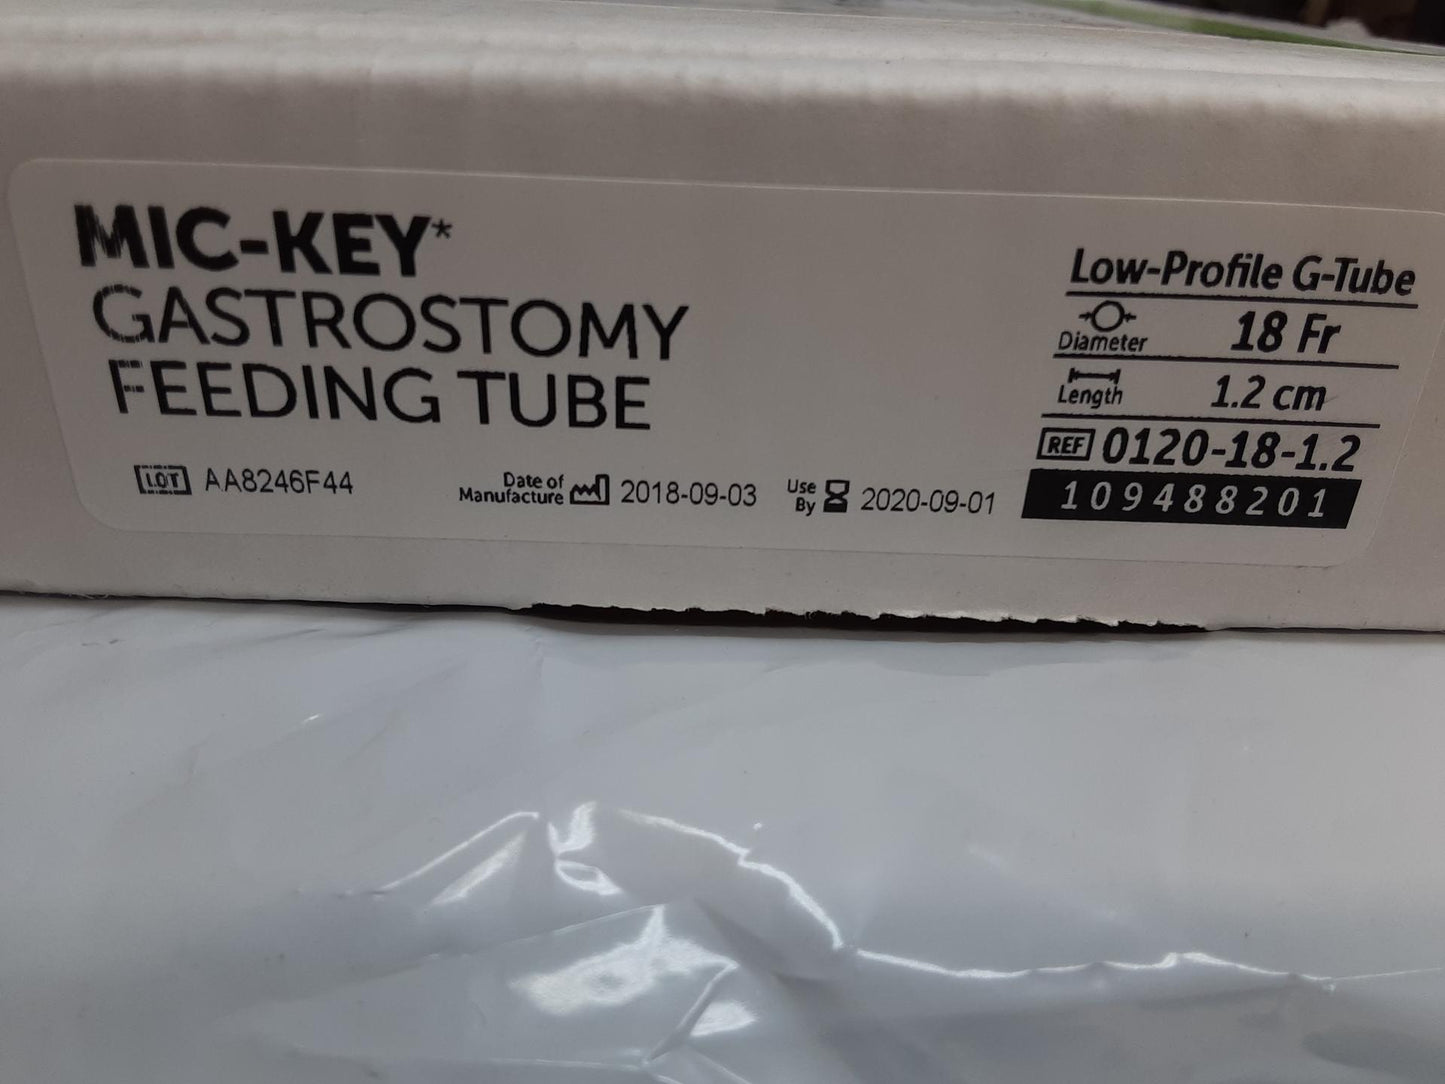 MIC-KEY*
GASTROSTOMY
FEEDING TUBE
LOT AA8246F44
Date of
Manufacture 2018-09-03
Use
By 2020-09-01
Low-Profile G-Tube
Diameter 18 Fr
Length 1.2 cm
REF 0120-18-1.2
109488201